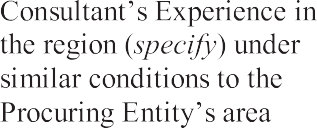 Consultant’s Experience in
the region (specify) under
similar conditions to the
Procuring Entity’s area